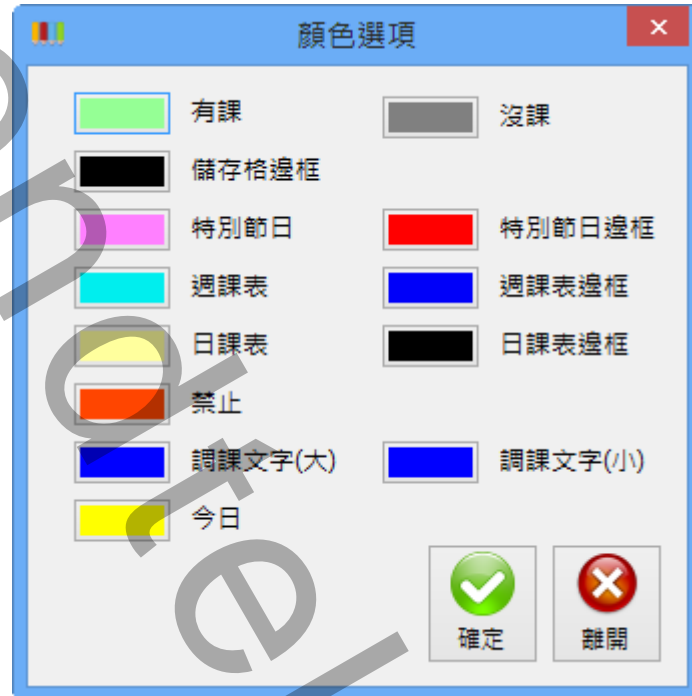 顏色選項
有課 沒課
儲存格邊框
特別節日 特別節日邊框
週課表 週課表邊框
日課表 日課表邊框
禁止
調課文字(大) 調課文字(小)
今日
確定 離開